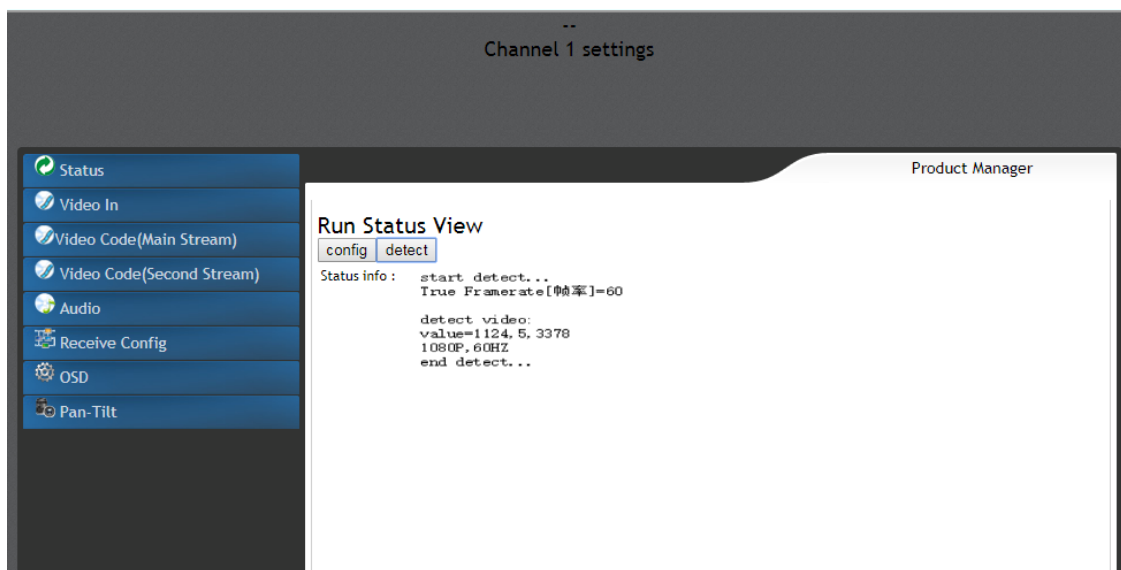 --
Channel 1 settings
Product Manager
Status
Video In
Video Code(Main Stream)
Video Code(Second Stream)
Audio
Receive Config
OSD
Pan-Tilt
Run Status View
config detect
Status info : start detect...
True Framerate[帧率]=60
detect video:
value=1124,5,3378
1080P,60HZ
end detect...